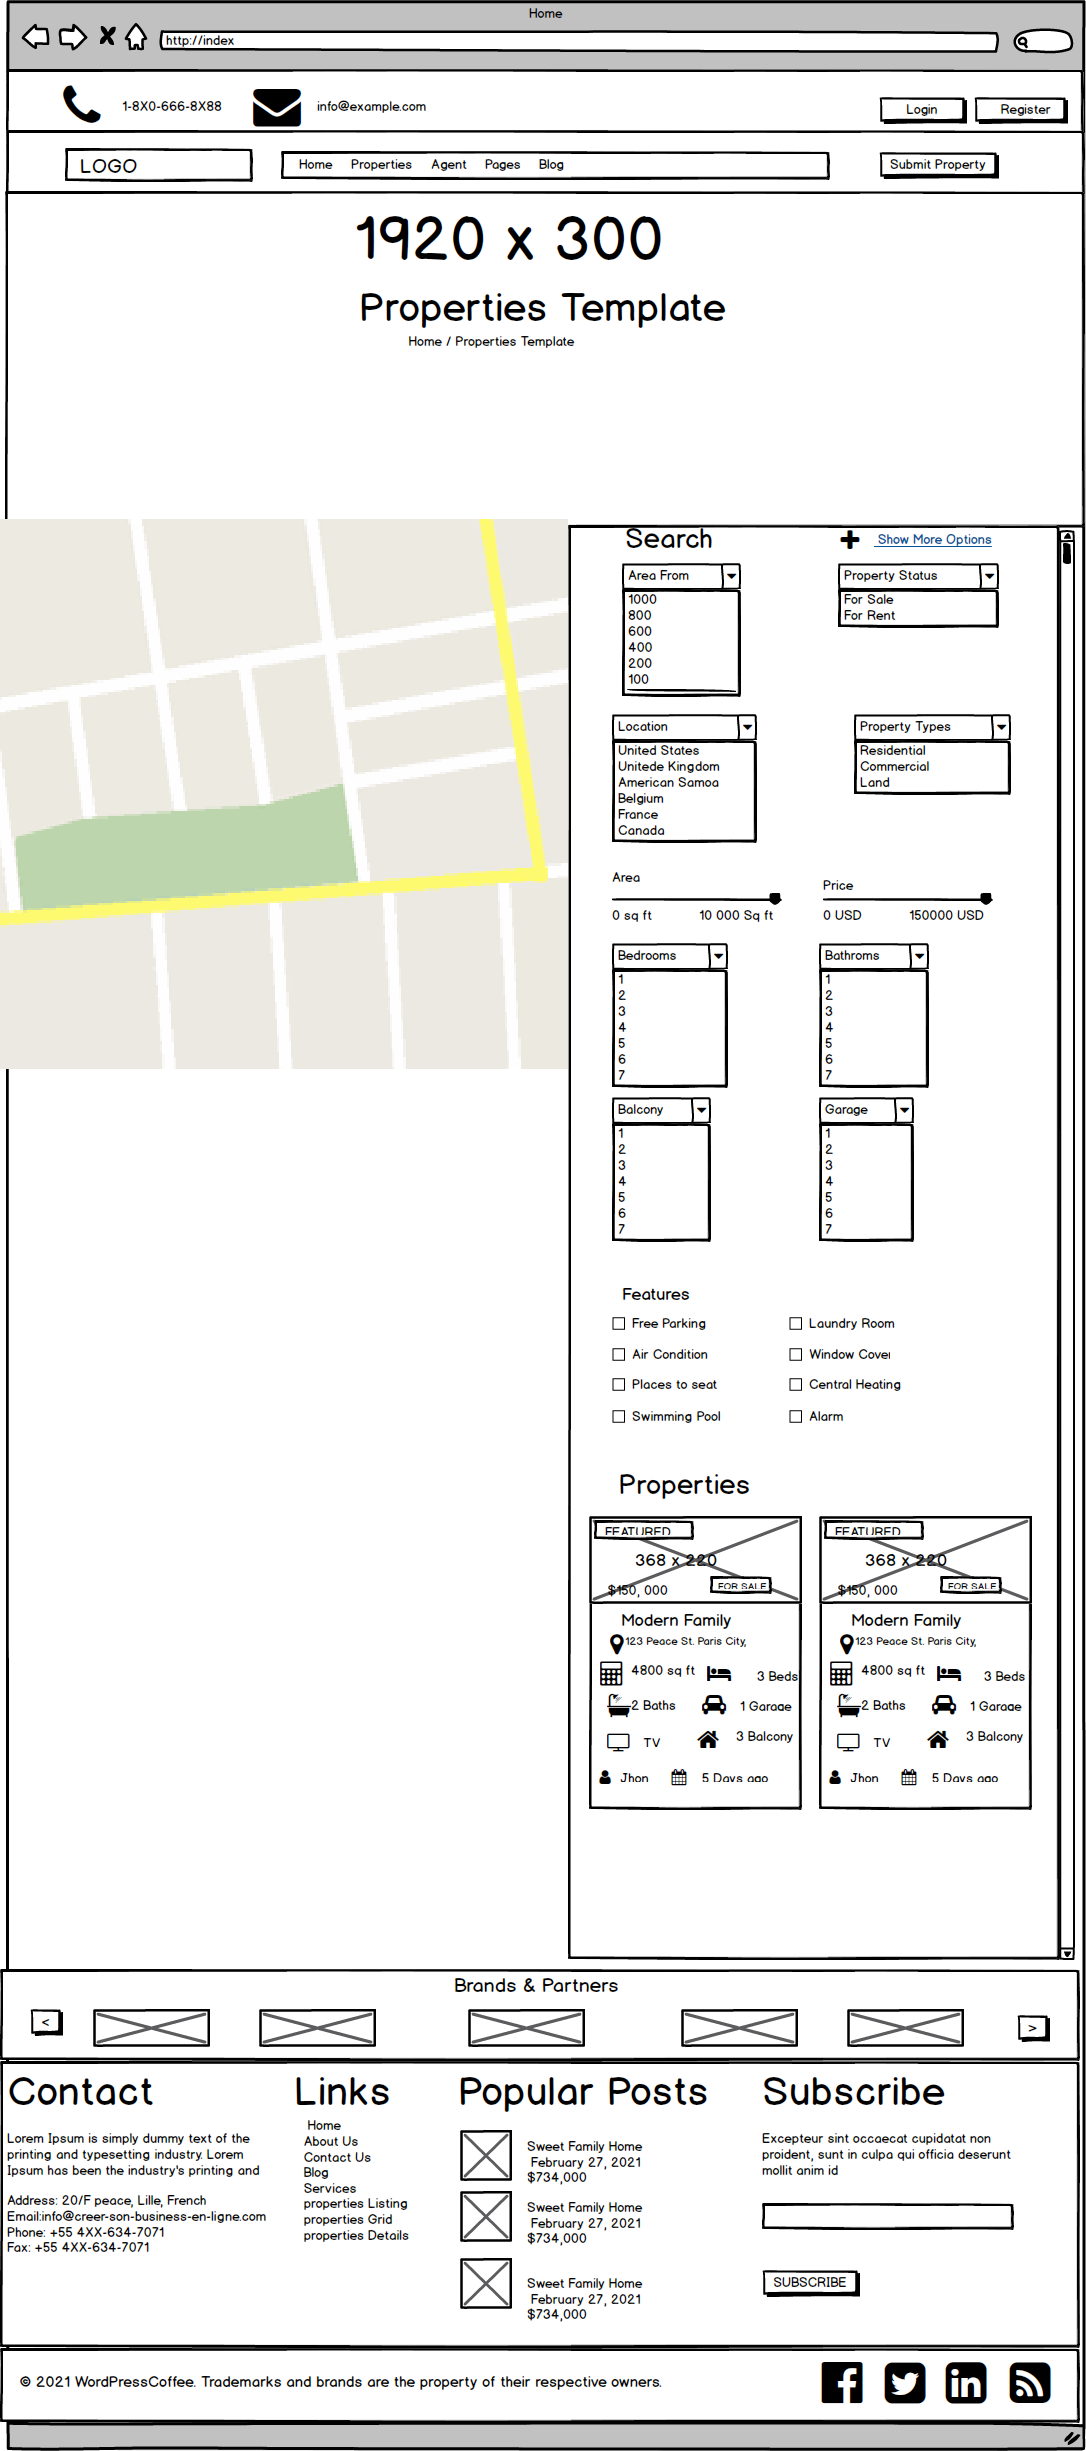 Home
http://index
1-8X0-666-8X88
info@example.com
Login
Register
LOGO
Home Properties Agent Pages Blog
Submit Property
1920 x 300
Properties Template
Home / Properties Template
Search
Show More Options
Area From
1000
800
600
400
200
100
Property Status
For Sale
For Rent
Location
United States
Unitede Kingdom
American Samoa
Belgium
France
Canada
Property Types
Residential
Commercial
Land
Area
0 sq ft 10 000 Sq ft
Price
0 USD 150000 USD
Bedrooms
1
2
3
4
5
6
7
Bathroms
1
2
3
4
5
6
7
Balcony
1
2
3
4
5
6
7
Garage
1
2
3
4
5
6
7
Features
Free Parking
Laundry Room
Air Condition
Window Cover
Places to seat
Central Heating
Swimming Pool
Alarm
Properties
FEATURED
368 x 220
$150, 000
FOR SALE
Modern Family
123 Peace St. Paris City,
4800 sq ft
3 Beds
2 Baths
1 Garage
TV
3 Balcony
Jhon
5 Days ago
FEATURED
368 x 220
$150, 000
FOR SALE
Modern Family
123 Peace St. Paris City,
4800 sq ft
3 Beds
2 Baths
1 Garage
TV
3 Balcony
Jhon
5 Days ago
Brands & Partners
<
>
Contact
Lorem Ipsum is simply dummy text of the
printing and typesetting industry. Lorem
Ipsum has been the industry's printing and
Address: 20/F peace, Lille, French
Email:info@creer-son-business-en-ligne.com
Phone: +55 4XX-634-7071
Fax: +55 4XX-634-7071
Links
Home
About Us
Contact Us
Blog
Services
properties Listing
properties Grid
properties Details
Popular Posts
Sweet Family Home
February 27, 2021
$734,000
Sweet Family Home
February 27, 2021
$734,000
Sweet Family Home
February 27, 2021
$734,000
Subscribe
Excepteur sint occaecat cupidatat non
proident, sunt in culpa qui officia deserunt
mollit anim id
SUBSCRIBE
© 2021 WordPressCoffee. Trademarks and brands are the property of their respective owners.